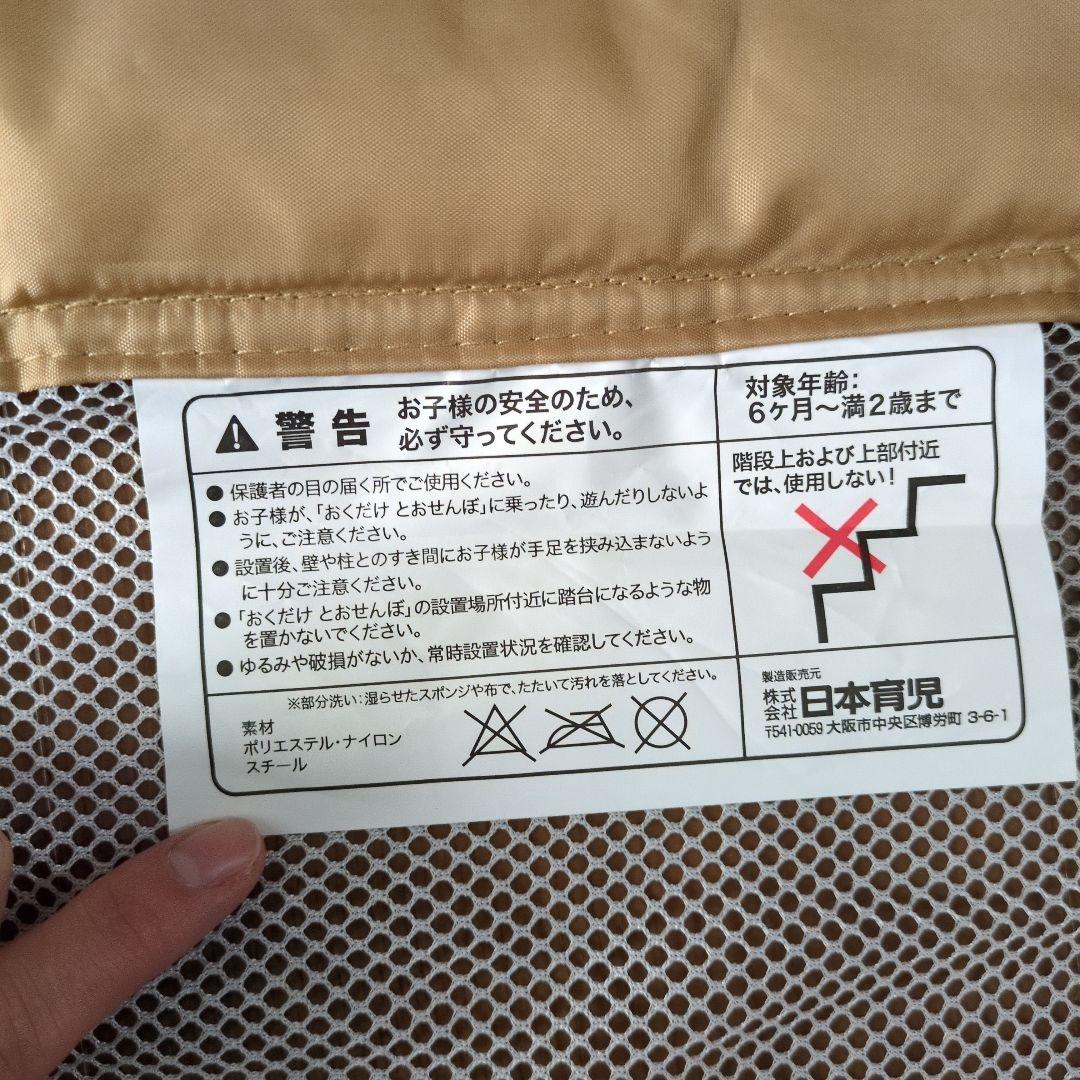 警告
お子様の安全のため、
必ず守ってください。
対象年齢:
6ケ月～満2歳まで
●保護者の目の届く所でご使用ください。
●お子様が、「おくだけ とおせんぼ」に乗ったり、遊んだりしないよ
うに、ご注意ください。
●設置後、壁や柱とのすき間にお子様が手足を挟み込まないよう
に十分ご注意ください。
●「おくだけ とおせんぼ」の設置場所付近に踏台になるような物
を置かないでください。
●ゆるみや破損がないか、常時設置状況を確認してください。
階段上および上部付近
では、使用しない!
※部分洗い:湿らせたスポンジや布で、たたいて汚れを落としてください。
素材
ポリエステル・ナイロン
スチール
製造販売元
株式会社 日本育児
〒541-0059 大阪市中央区博労町 3-6-1